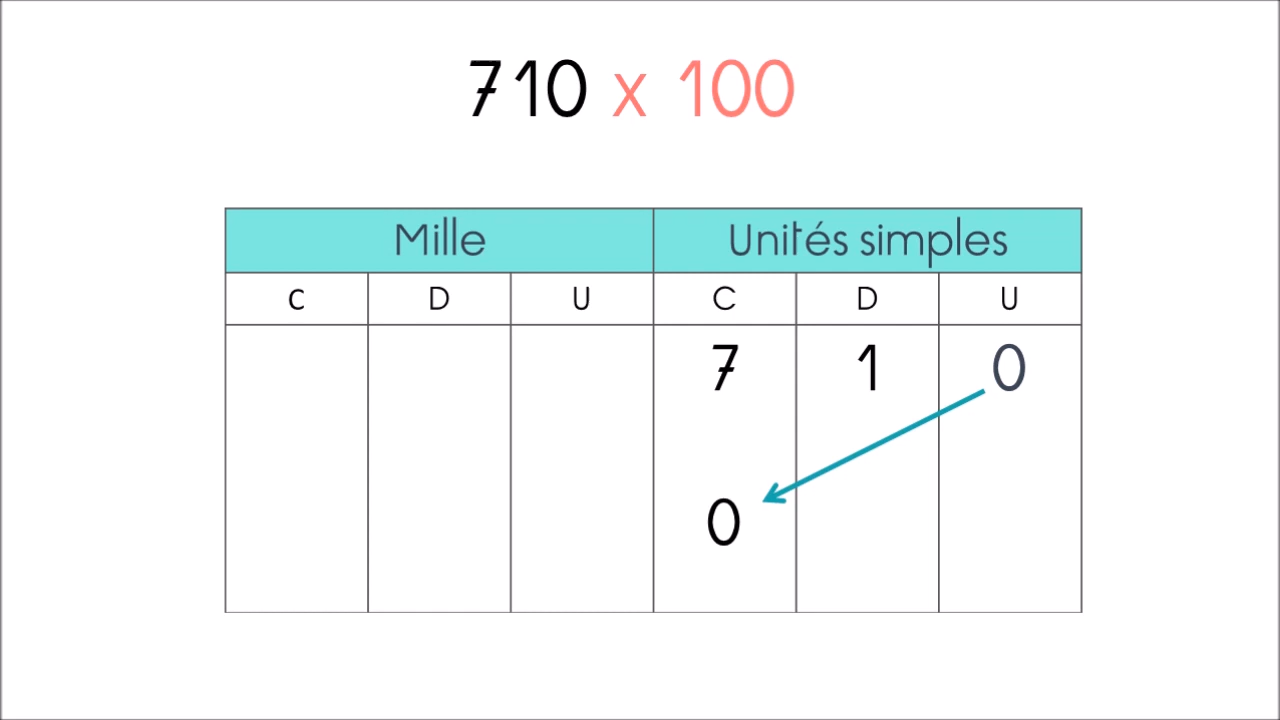 710 x 100
Mille Unités simples
C D U C D U
7 1 0
0